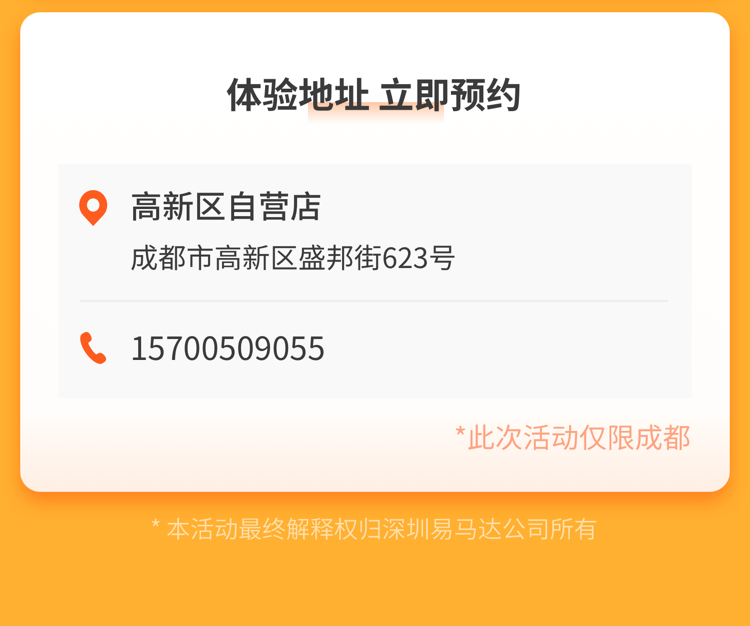 体验地址 立即预约
高新区自营店
成都市高新区盛邦街623号
15700509055
*此次活动仅限成都
* 本活动最终解释权归深圳易马达公司所有